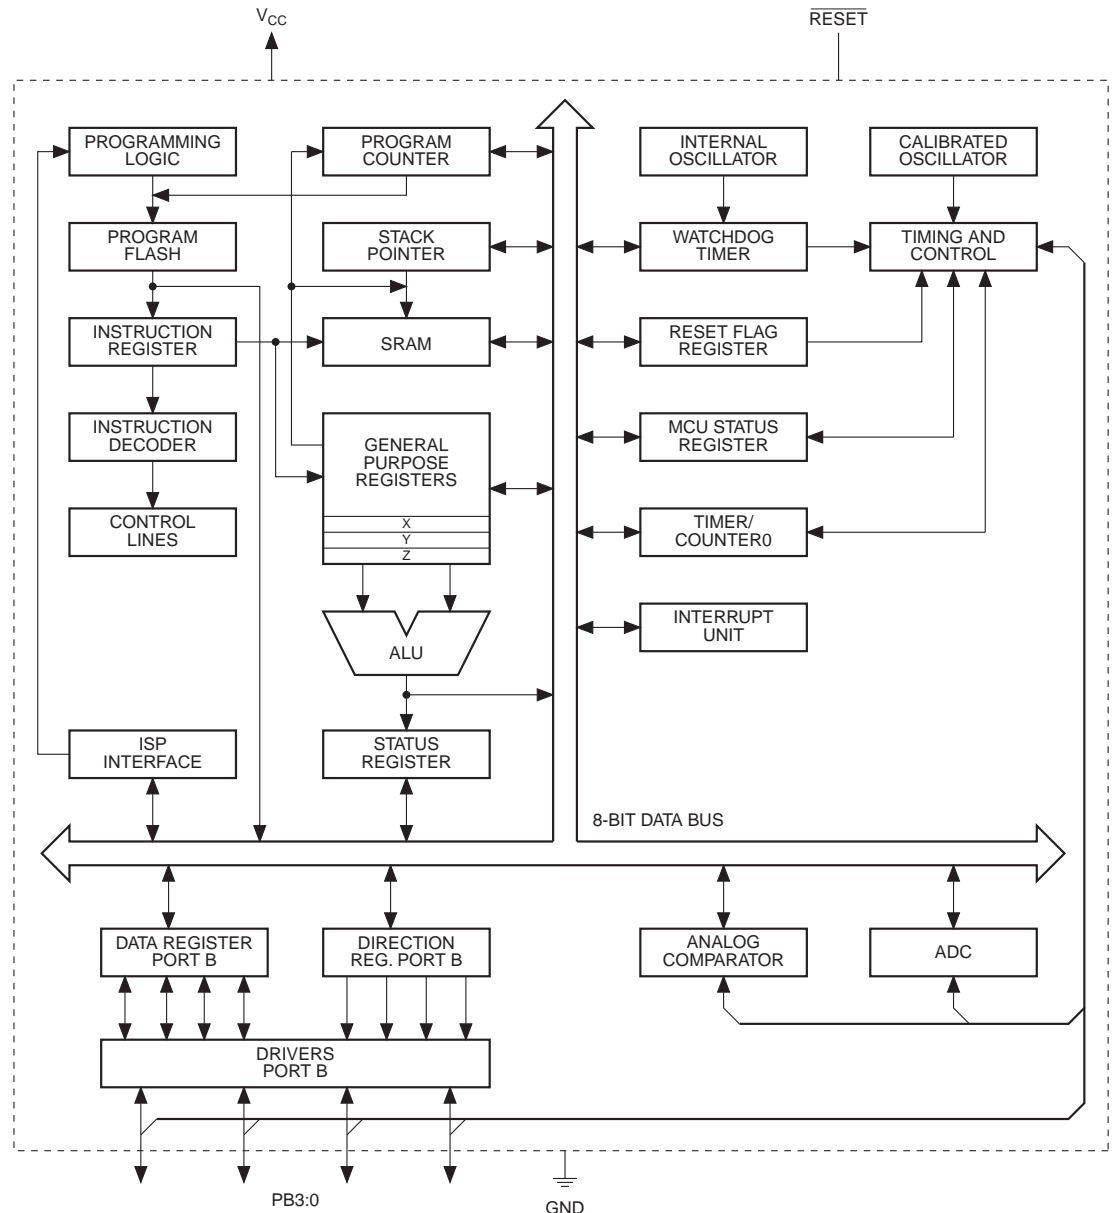 VCC
RESET
PROGRAMMING
LOGIC
PROGRAM
COUNTER
INTERNAL
OSCILLATOR
CALIBRATED
OSCILLATOR
PROGRAM
FLASH
STACK
POINTER
WATCHDOG
TIMER
TIMING AND
CONTROL
INSTRUCTION
REGISTER
SRAM
RESET FLAG
REGISTER
INSTRUCTION
DECODER
GENERAL
PURPOSE
REGISTERS
MCU STATUS
REGISTER
CONTROL
LINES
X
Y
Z
TIMER/
COUNTER0
ALU
INTERRUPT
UNIT
ISP
INTERFACE
STATUS
REGISTER
8-BIT DATA BUS
DATA REGISTER
PORT B
DIRECTION
REG. PORT B
ANALOG
COMPARATOR
ADC
DRIVERS
PORT B
PB3:0
GND